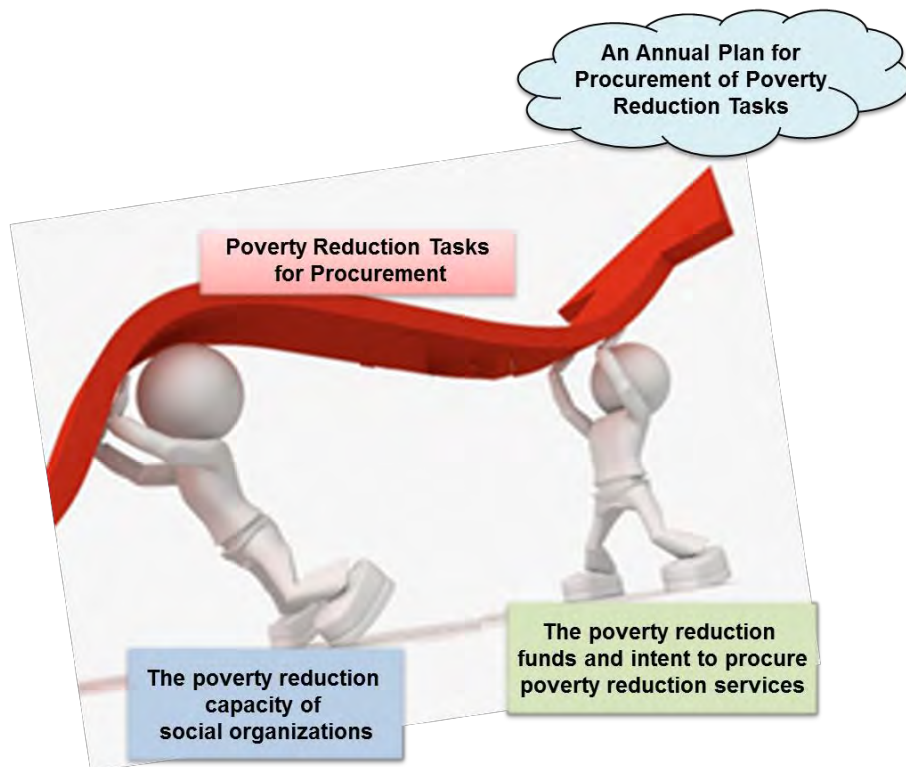 An Annual Plan for
Procurement of Poverty
Reduction Tasks
Poverty Reduction Tasks
for Procurement
The poverty reduction
funds and intent to procure
poverty reduction services
The poverty reduction
capacity of
social organizations